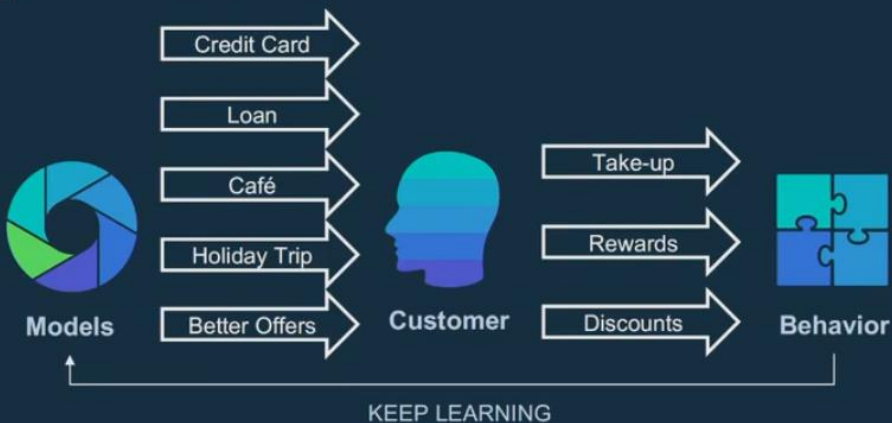 Credit Card
Loan
Café
Holiday Trip
Better Offers
Models
Customer
Take-up
Rewards
Discounts
Behavior
KEEP LEARNING